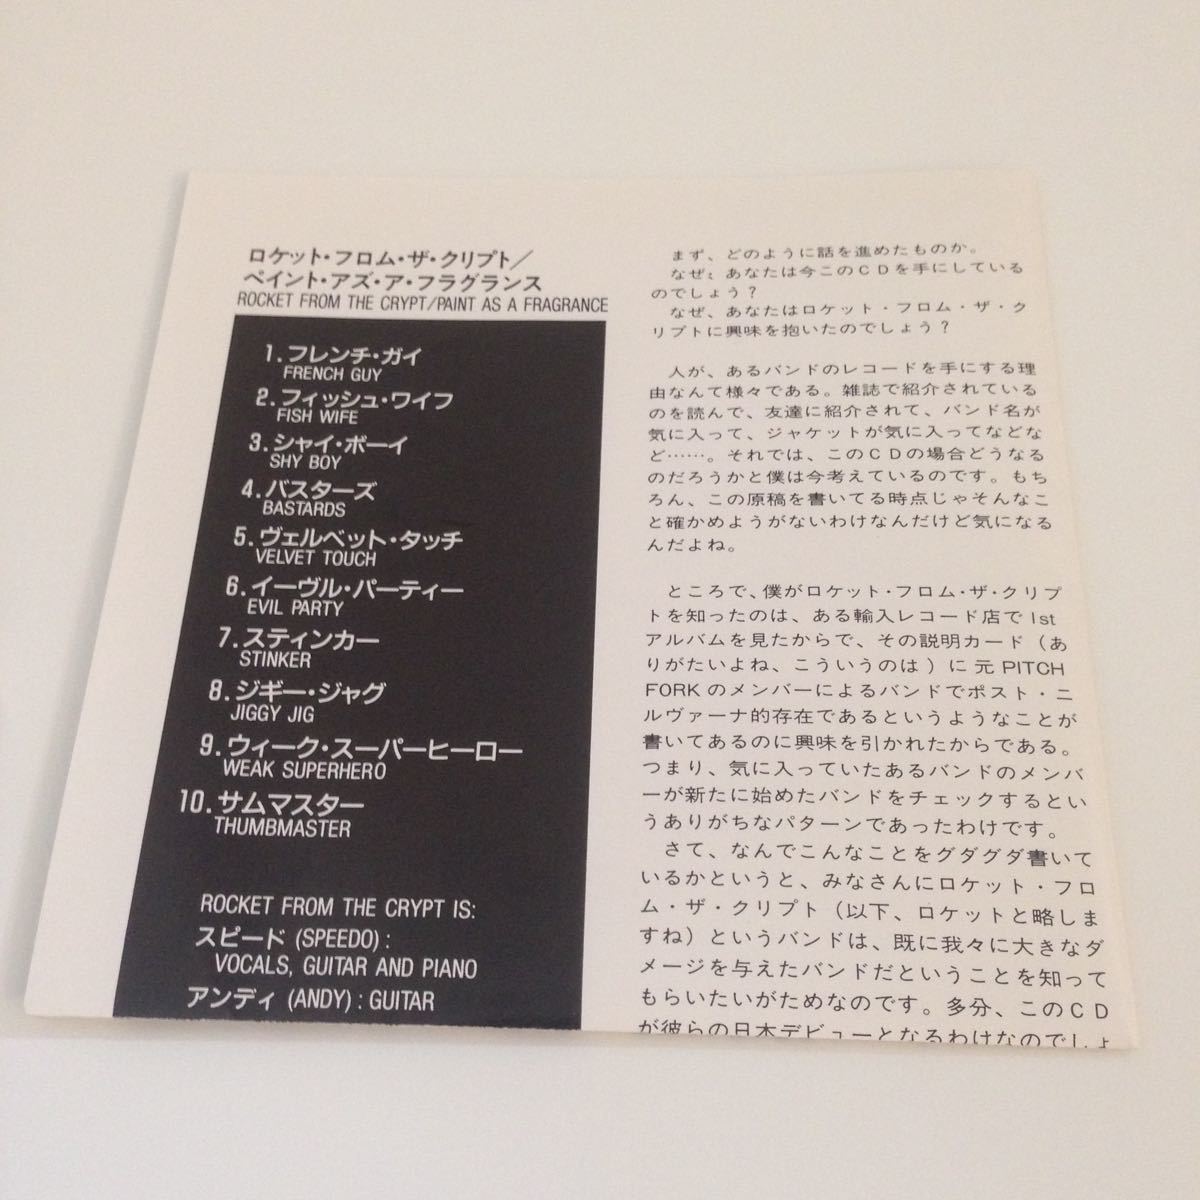 ロケット・フロム・ザ・クリプト／
ペイント・アズ・ア・フラグランス
ROCKET FROM THE CRYPT/PAINT AS A FRAGRANCE
1. フレンチ・ガイ
FRENCH GUY
2. フィッシュ・ワイフ
FISH WIFE
3. シャイ・ボーイ
SHY BOY
4. バスターズ
BASTARDS
5. ヴェルベット・タッチ
VELVET TOUCH
6. イーヴル・パーティー
EVIL PARTY
7. スティンカー
STINKER
8. ジギー・ジャグ
JIGGY JIG
9. ウィーク・スーパーヒーロー
WEAK SUPERHERO
10. サムマスター
THUMBMASTER
ROCKET FROM THE CRYPT IS:
スピード (SPEEDO) :
VOCALS, GUITAR AND PIANO
アンディ (ANDY) : GUITAR
まず、どのように話を進めたものか。
なぜ、あなたは今このＣＤを手にしている
のでしょう？
なぜ、あなたはロケット・フロム・ザ・ク
リプトに興味を抱いたのでしょう？
人が、あるバンドのレコードを手にする理
由なんて様々である。雑誌で紹介されている
のを読んで、友達に紹介されて、バンド名が
気に入って、ジャケットが気に入ってなどな
ど……。それでは、このＣＤの場合どうなる
のだろうかと僕は今考えているのです。もち
ろん、この原稿を書いてる時点じゃそんなこ
と確かめようがないわけなんだけど気になる
んだよね。
ところで、僕がロケット・フロム・ザ・クリプ
トを知ったのは、ある輸入レコード店で 1st
アルバムを見たからで、その説明カード（あ
りがたいよね、こういうのは）に元 PITCH
FORK のメンバーによるバンドでポスト・ニ
ルヴァーナ的存在であるというようなことが
書いてあるのに興味を引かれたからである。
つまり、気に入っていたあるバンドのメンバ
ーが新たに始めたバンドをチェックするとい
うありがちなパターンであったわけです。
さて、なんでこんなことをグダグダ書いて
いるかというと、みなさんにロケット・フロ
ム・ザ・クリプト（以下、ロケットと略しま
すね）というバンドは、既に我々に大きなダ
メージを与えたバンドだということを知って
もらいたいがためなのです。多分、このＣＤ
が彼らの日本デビューとなるわけなのでしょ